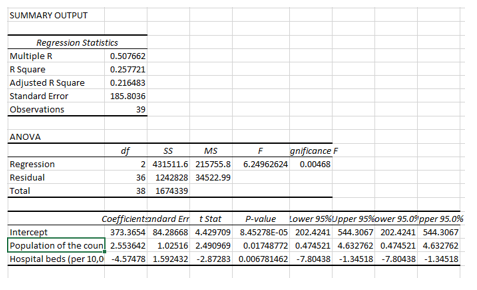 SUMMARY OUTPUT
Regression Statistics
Multiple R 0.507662
R Square 0.257721
Adjusted R Square 0.216483
Standard Error 185.8036
Observations 39
ANOVA
df SS MS F gnificance F
Regression 2 431511.6 215755.8 6.24962624 0.00468
Residual 36 1242828 34522.99
Total 38 1674339
Coefficients andard Err t Stat P-value Lower 95% Upper 95% ower 95.0% pper 95.0%
Intercept 373.3654 84.28668 4.429709 8.45278E-05 202.4241 544.3067 202.4241 544.3067
Population of the coun 2.553642 1.02516 2.490969 0.01748772 0.474521 4.632762 0.474521 4.632762
Hospital beds (per 10,0 -4.57478 1.592432 -2.87283 0.006781462 -7.80438 -1.34518 -7.80438 -1.34518